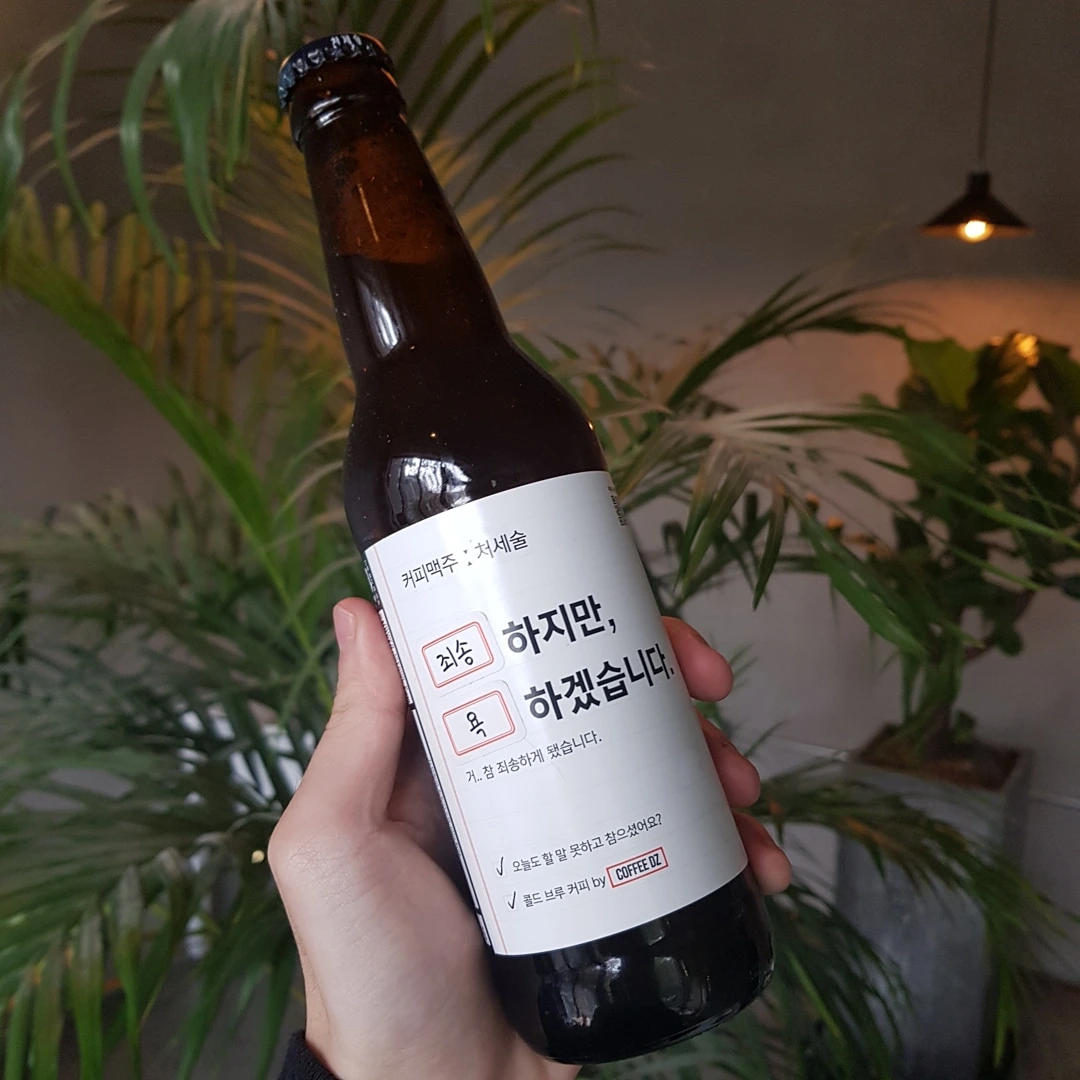 커피맥주 X 처세술
죄송 하지만,
욕 하겠습니다.
거.. 참 죄송하게 됐습니다.
✓ 오늘도 할 말 못하고 참으셨어요?
✓ 콜드 브루 커피 by COFFEE DZ